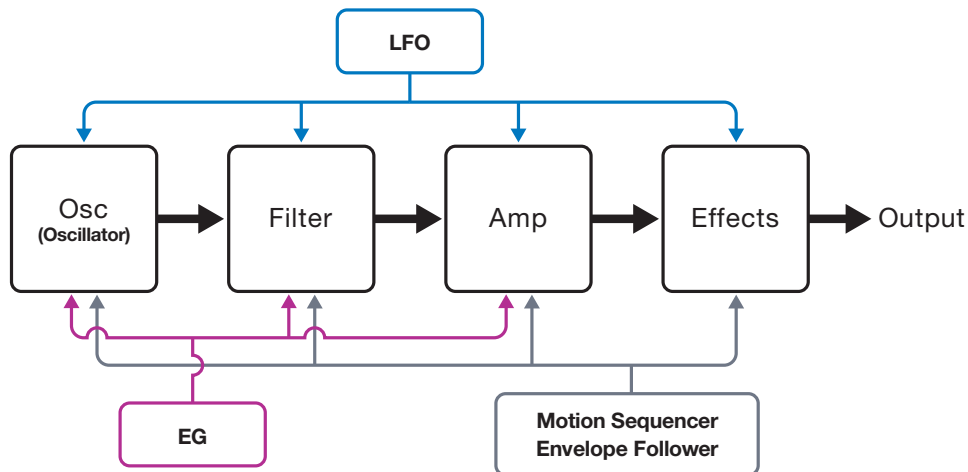 LFO
Osc
(Oscillator)
Filter
Amp
Effects
Output
EG
Motion Sequencer
Envelope Follower